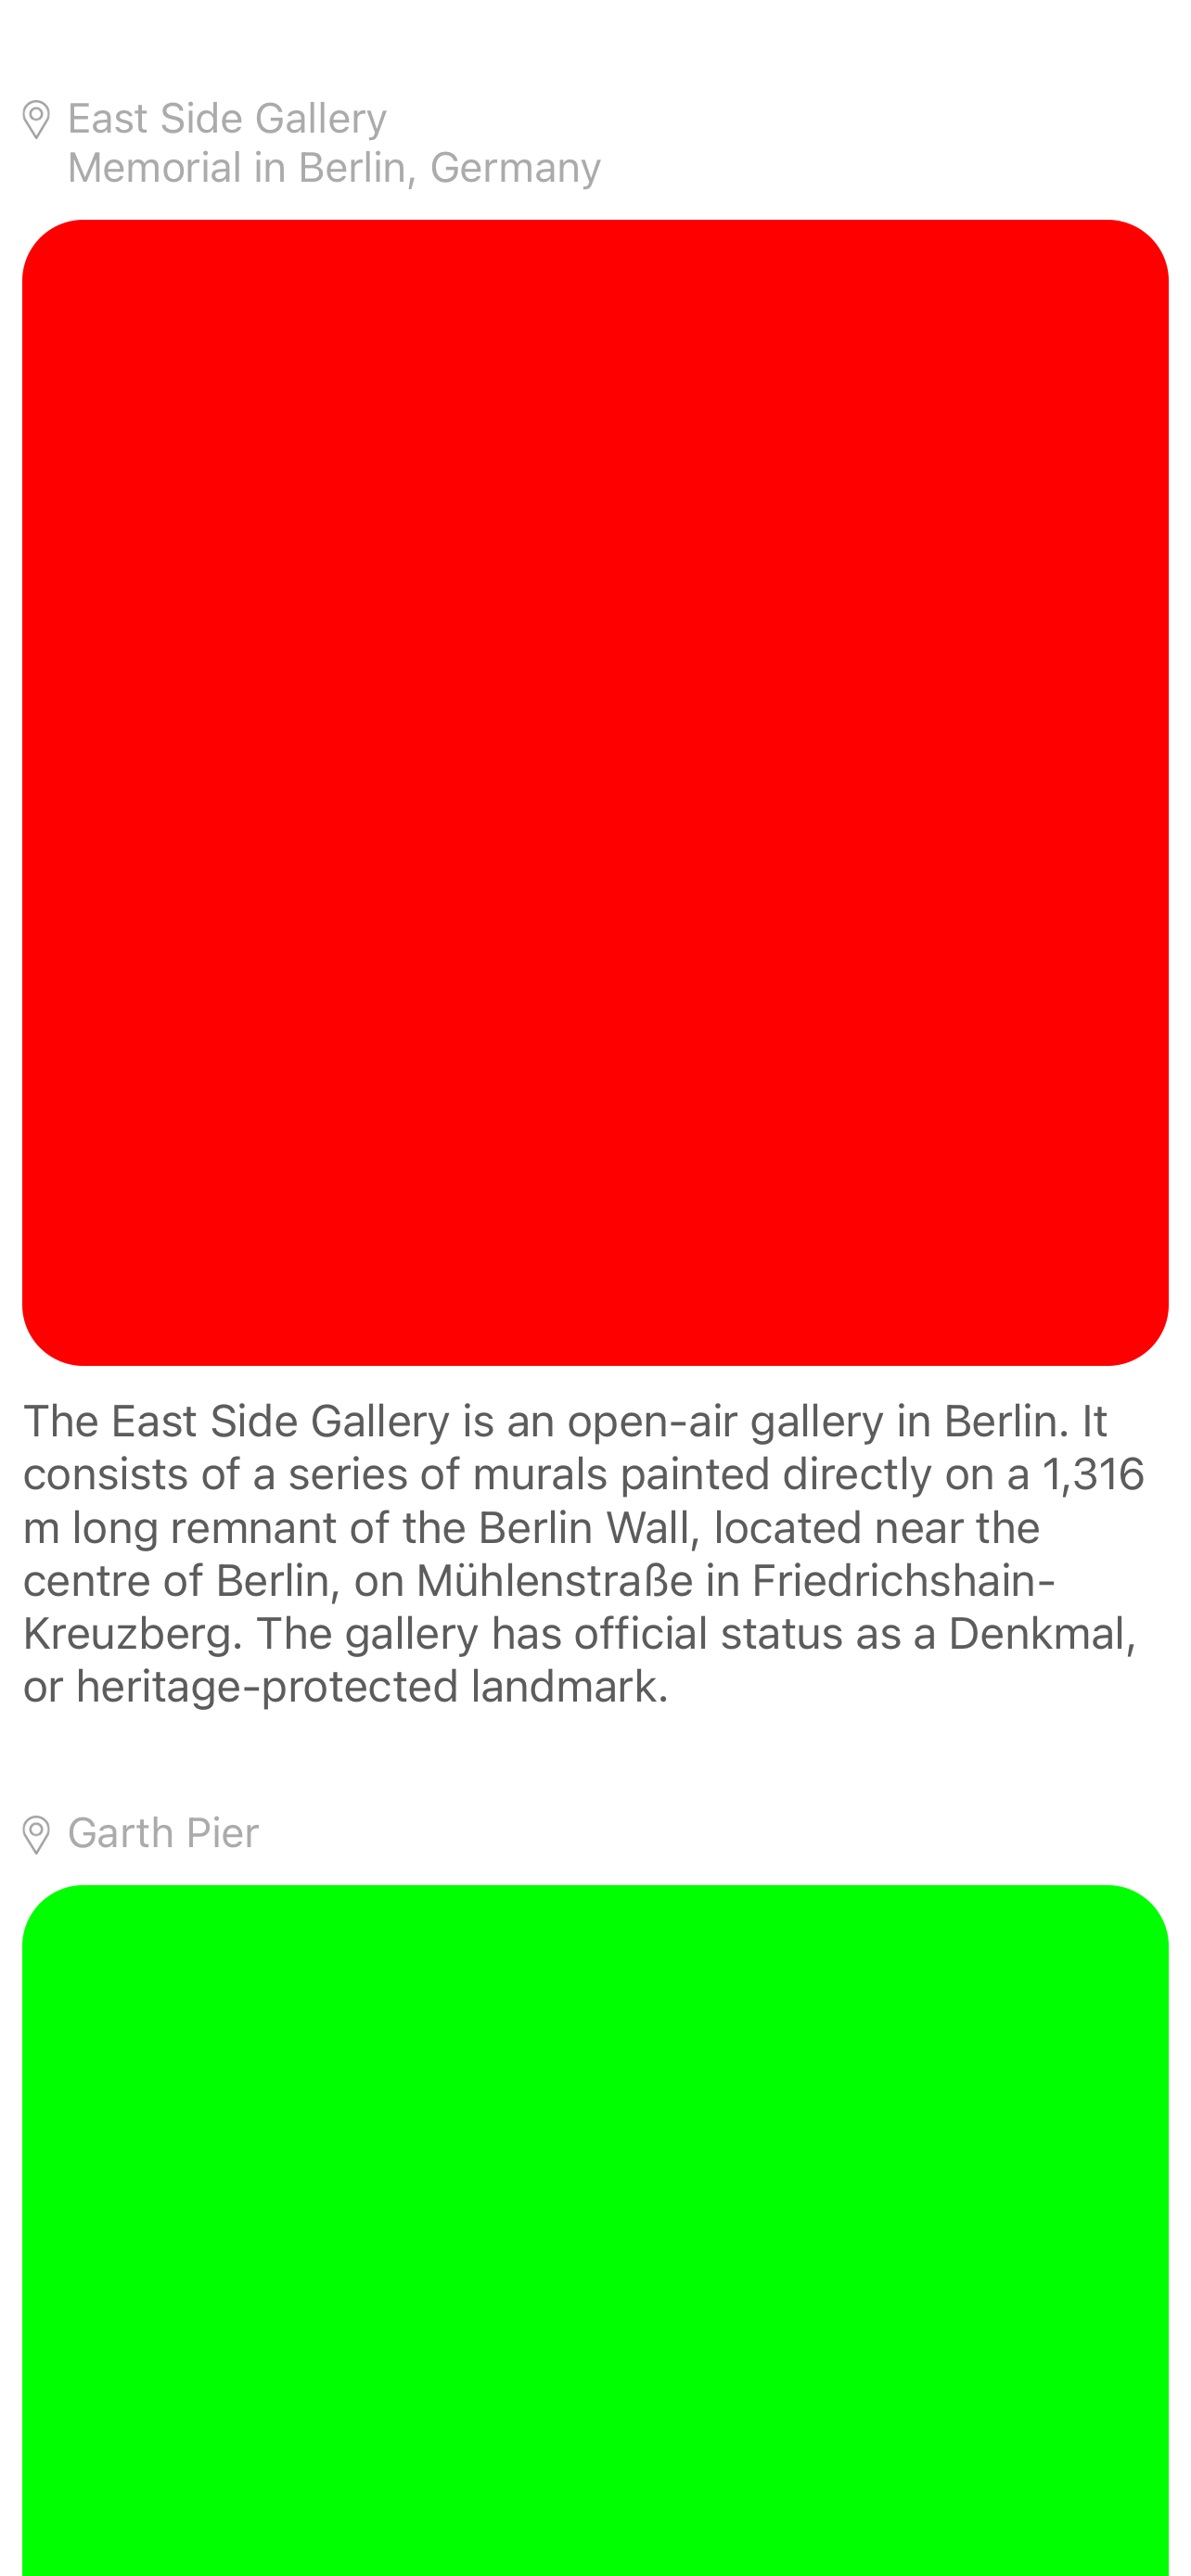 East Side Gallery
Memorial in Berlin, Germany
The East Side Gallery is an open-air gallery in Berlin. It
consists of a series of murals painted directly on a 1,316
m long remnant of the Berlin Wall, located near the
centre of Berlin, on Mühlenstraße in Friedrichshain-
Kreuzberg. The gallery has official status as a Denkmal,
or heritage-protected landmark.
Garth Pier